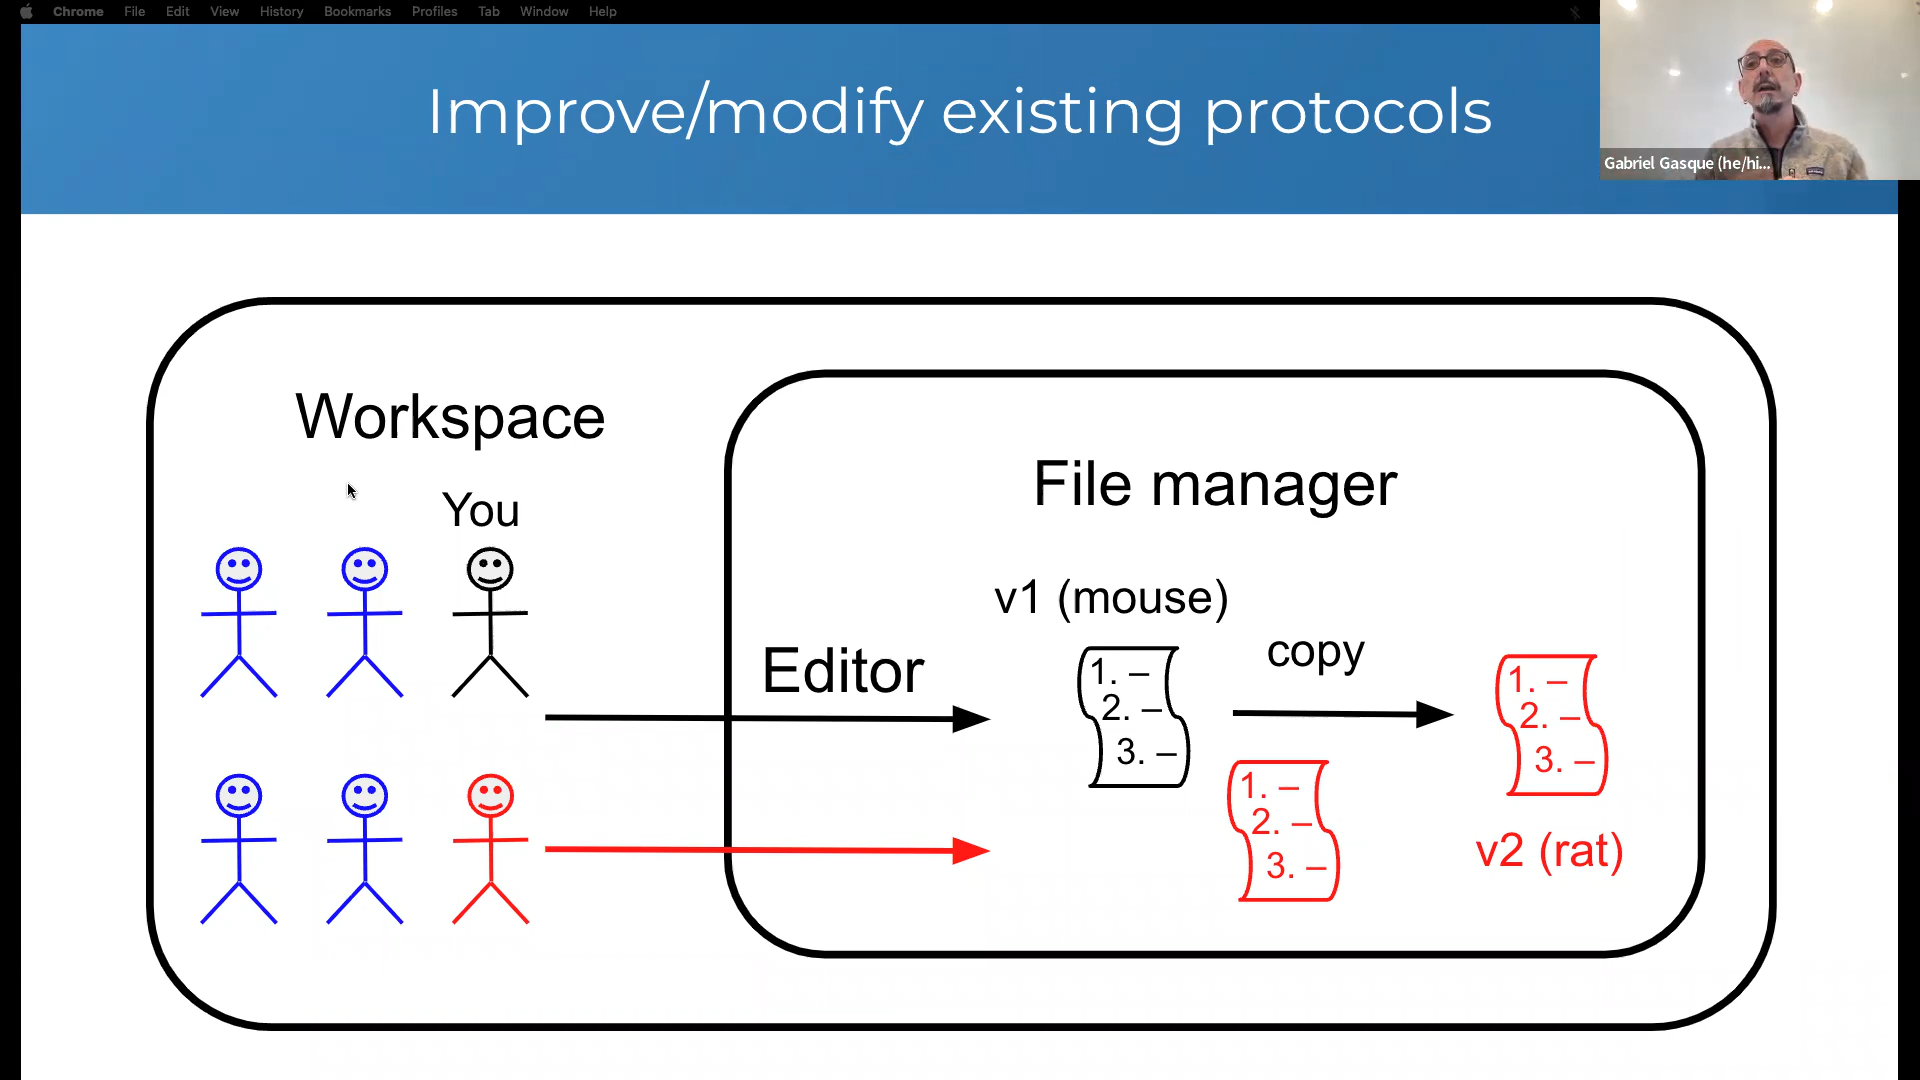 Chrome File Edit View History Bookmarks Profiles Tab Window Help
Improve/modify existing protocols
Gabriel Gasque (he/hi...
Workspace
You
File manager
v1 (mouse)
Editor
copy
1. –
2. –
3. –
1. –
2. –
3. –
1. –
2. –
3. –
v2 (rat)